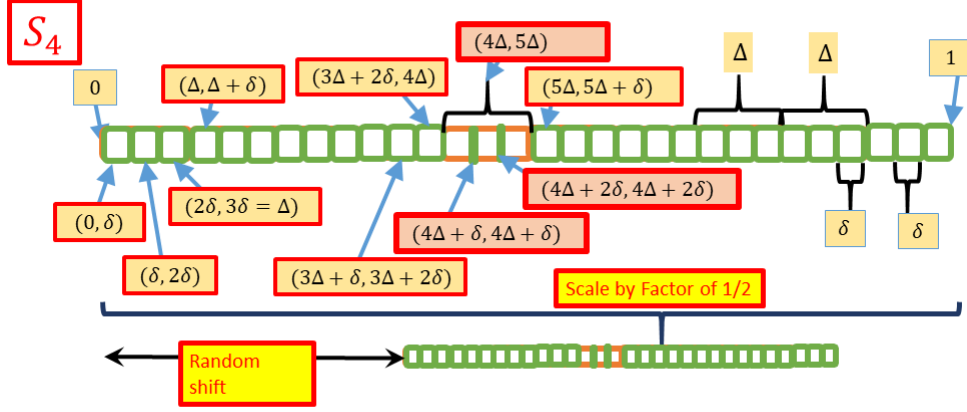 S₄
(4Δ, 5Δ)
0
(Δ, Δ + δ)
(3Δ + 2δ, 4Δ)
(5Δ, 5Δ + δ)
Δ
Δ
1
(0, δ)
(2δ, 3δ = Δ)
(4Δ + 2δ, 4Δ + 2δ)
(4Δ + δ, 4Δ + δ)
δ
δ
(δ, 2δ)
(3Δ + δ, 3Δ + 2δ)
Scale by Factor of 1/2
Random
shift